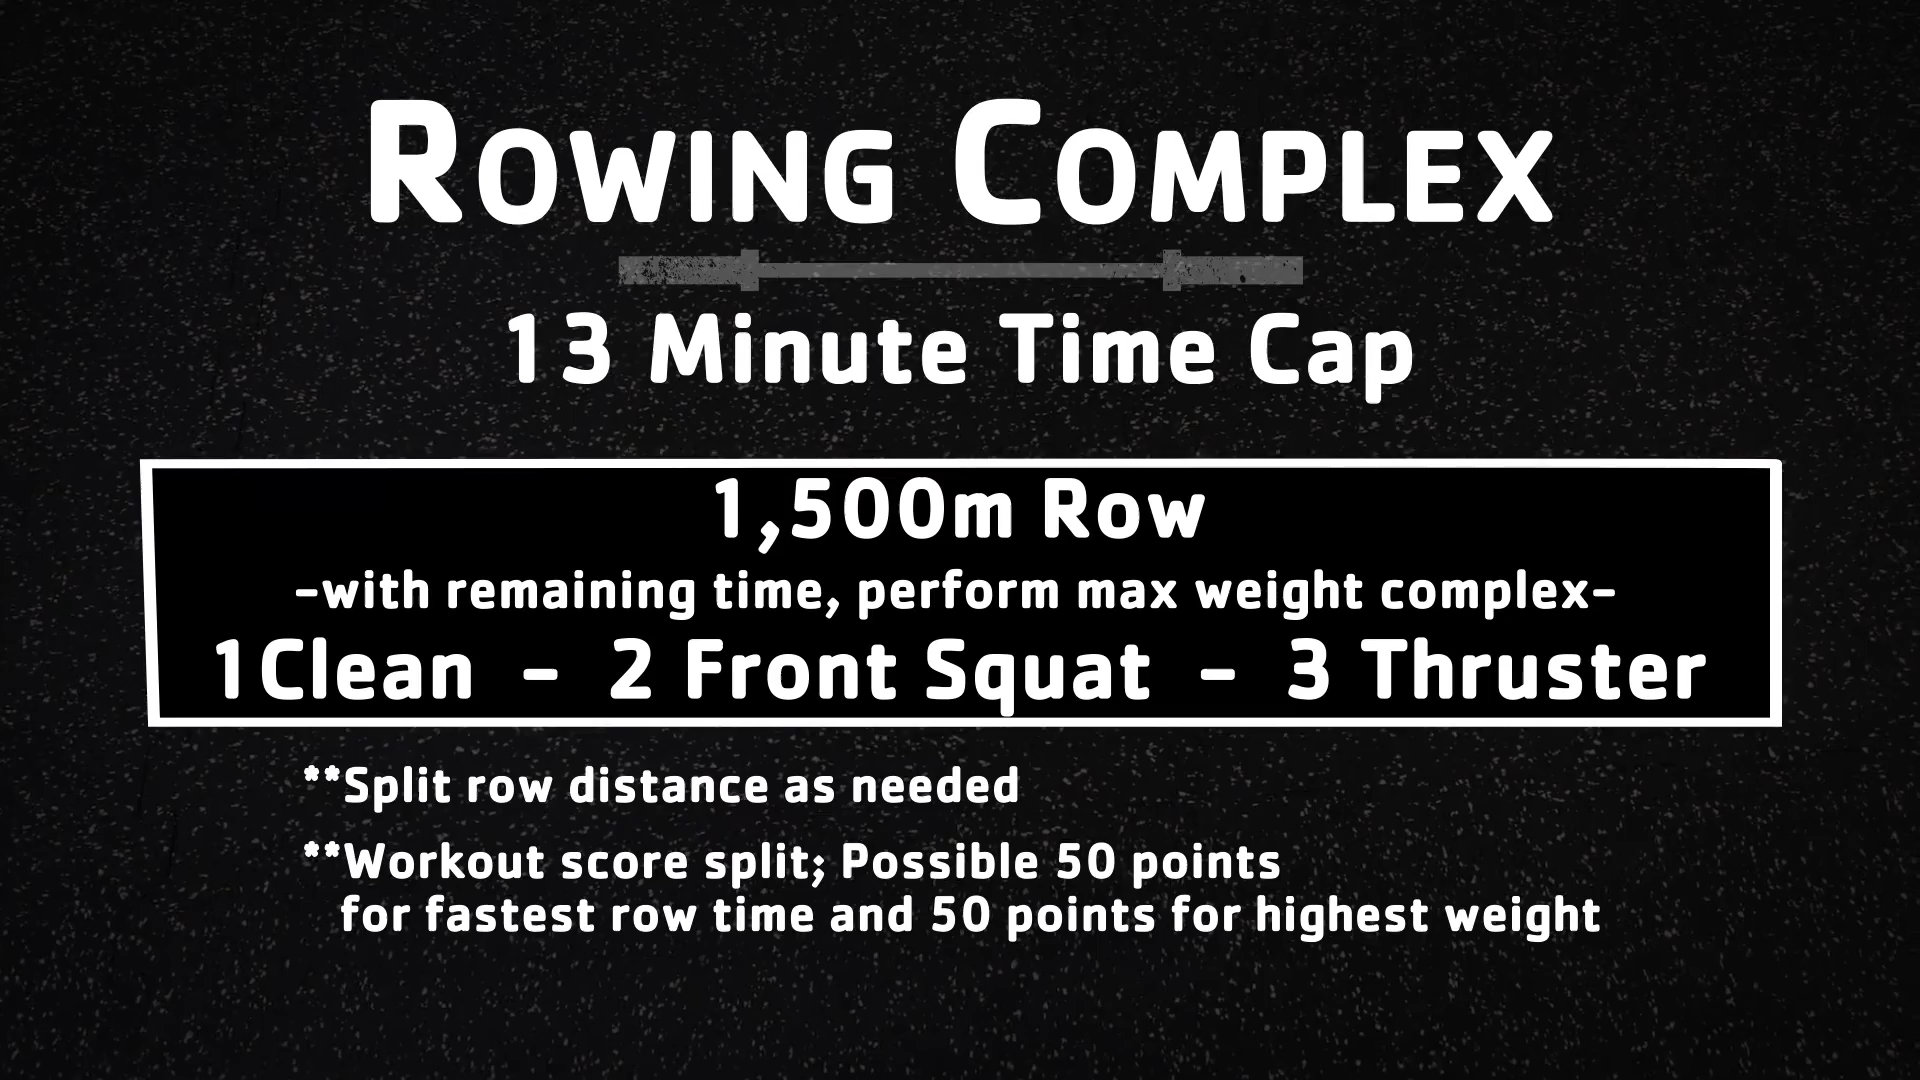 Rowing Complex
13 Minute Time Cap
1,500m Row
-with remaining time, perform max weight complex-
1 Clean - 2 Front Squat - 3 Thruster
**Split row distance as needed
**Workout score split; Possible 50 points
for fastest row time and 50 points for highest weight